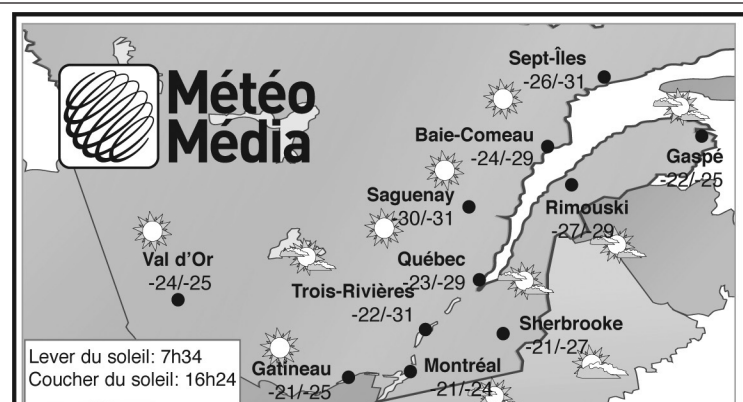 Météo
Média
Sept-Îles
-26/-31
Baie-Comeau
-24/-29
Gaspé
-22/-25
Saguenay
-30/-31
Rimouski
-27/-29
Val d'Or
-24/-25
Québec
-23/-29
Trois-Rivières
-22/-31
Sherbrooke
-21/-27
Lever du soleil: 7h34
Coucher du soleil: 16h24
Gatineau
-21/-25
Montréal
-21/-24